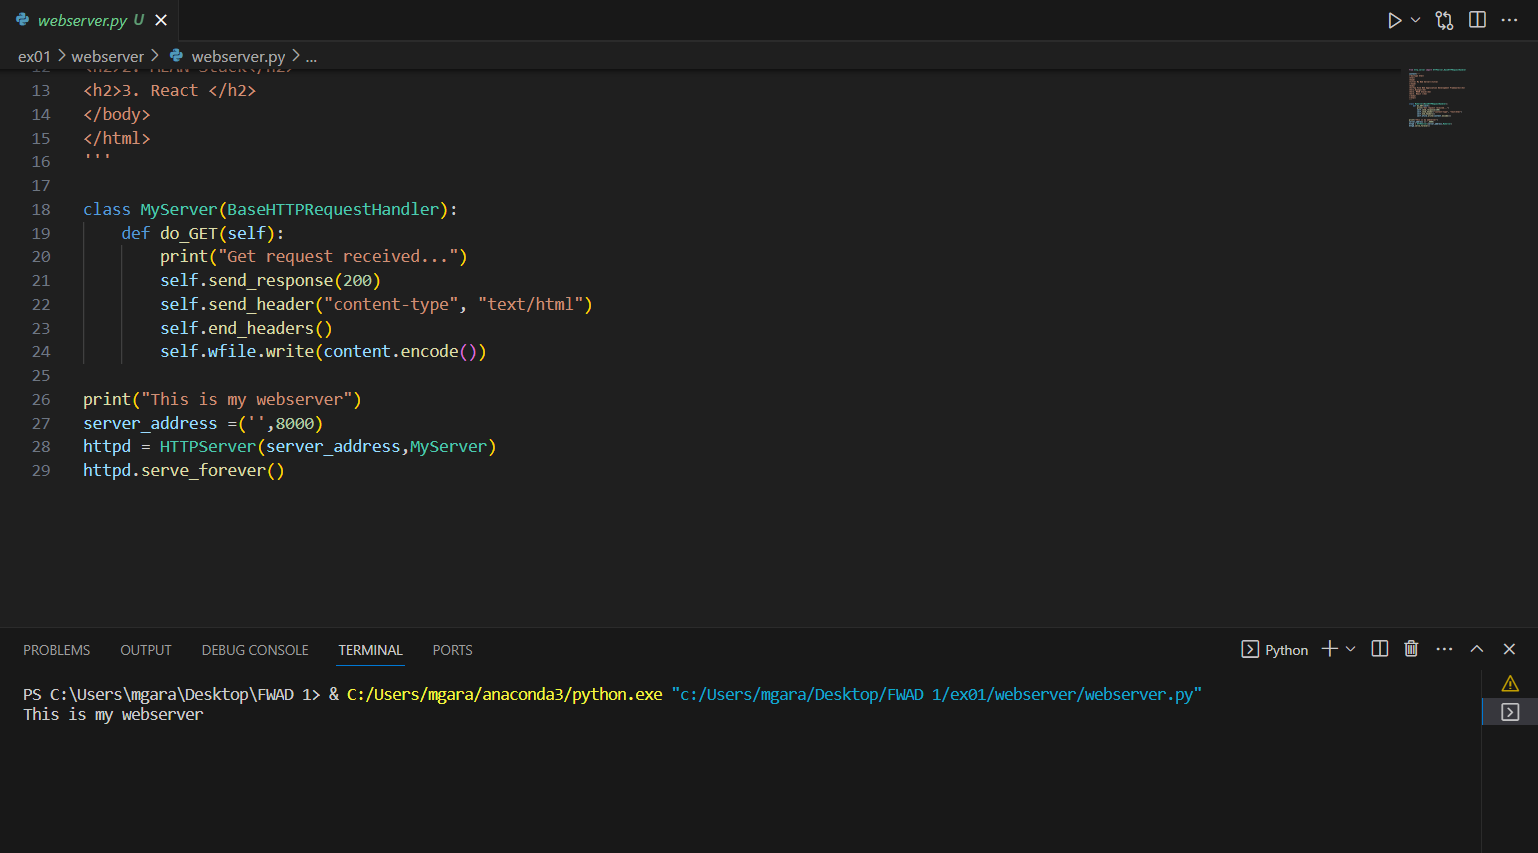 webserver.py U
ex01 > webserver > webserver.py > ...
12 <h2>2. MEAN Stack</h2>
13 <h2>3. React </h2>
14 </body>
15 </html>
16 '''
17
18 class MyServer(BaseHTTPRequestHandler):
19     def do_GET(self):
20         print("Get request received...")
21         self.send_response(200)
22         self.send_header("content-type", "text/html")
23         self.end_headers()
24         self.wfile.write(content.encode())
25
26 print("This is my webserver")
27 server_address =('',8000)
28 httpd = HTTPServer(server_address,MyServer)
29 httpd.serve_forever()
PROBLEMS OUTPUT DEBUG CONSOLE TERMINAL PORTS Python
PS C:\Users\mgara\Desktop\FWAD 1> & C:/Users/mgara/anaconda3/python.exe "c:/Users/mgara/Desktop/FWAD 1/ex01/webserver/webserver.py"
This is my webserver